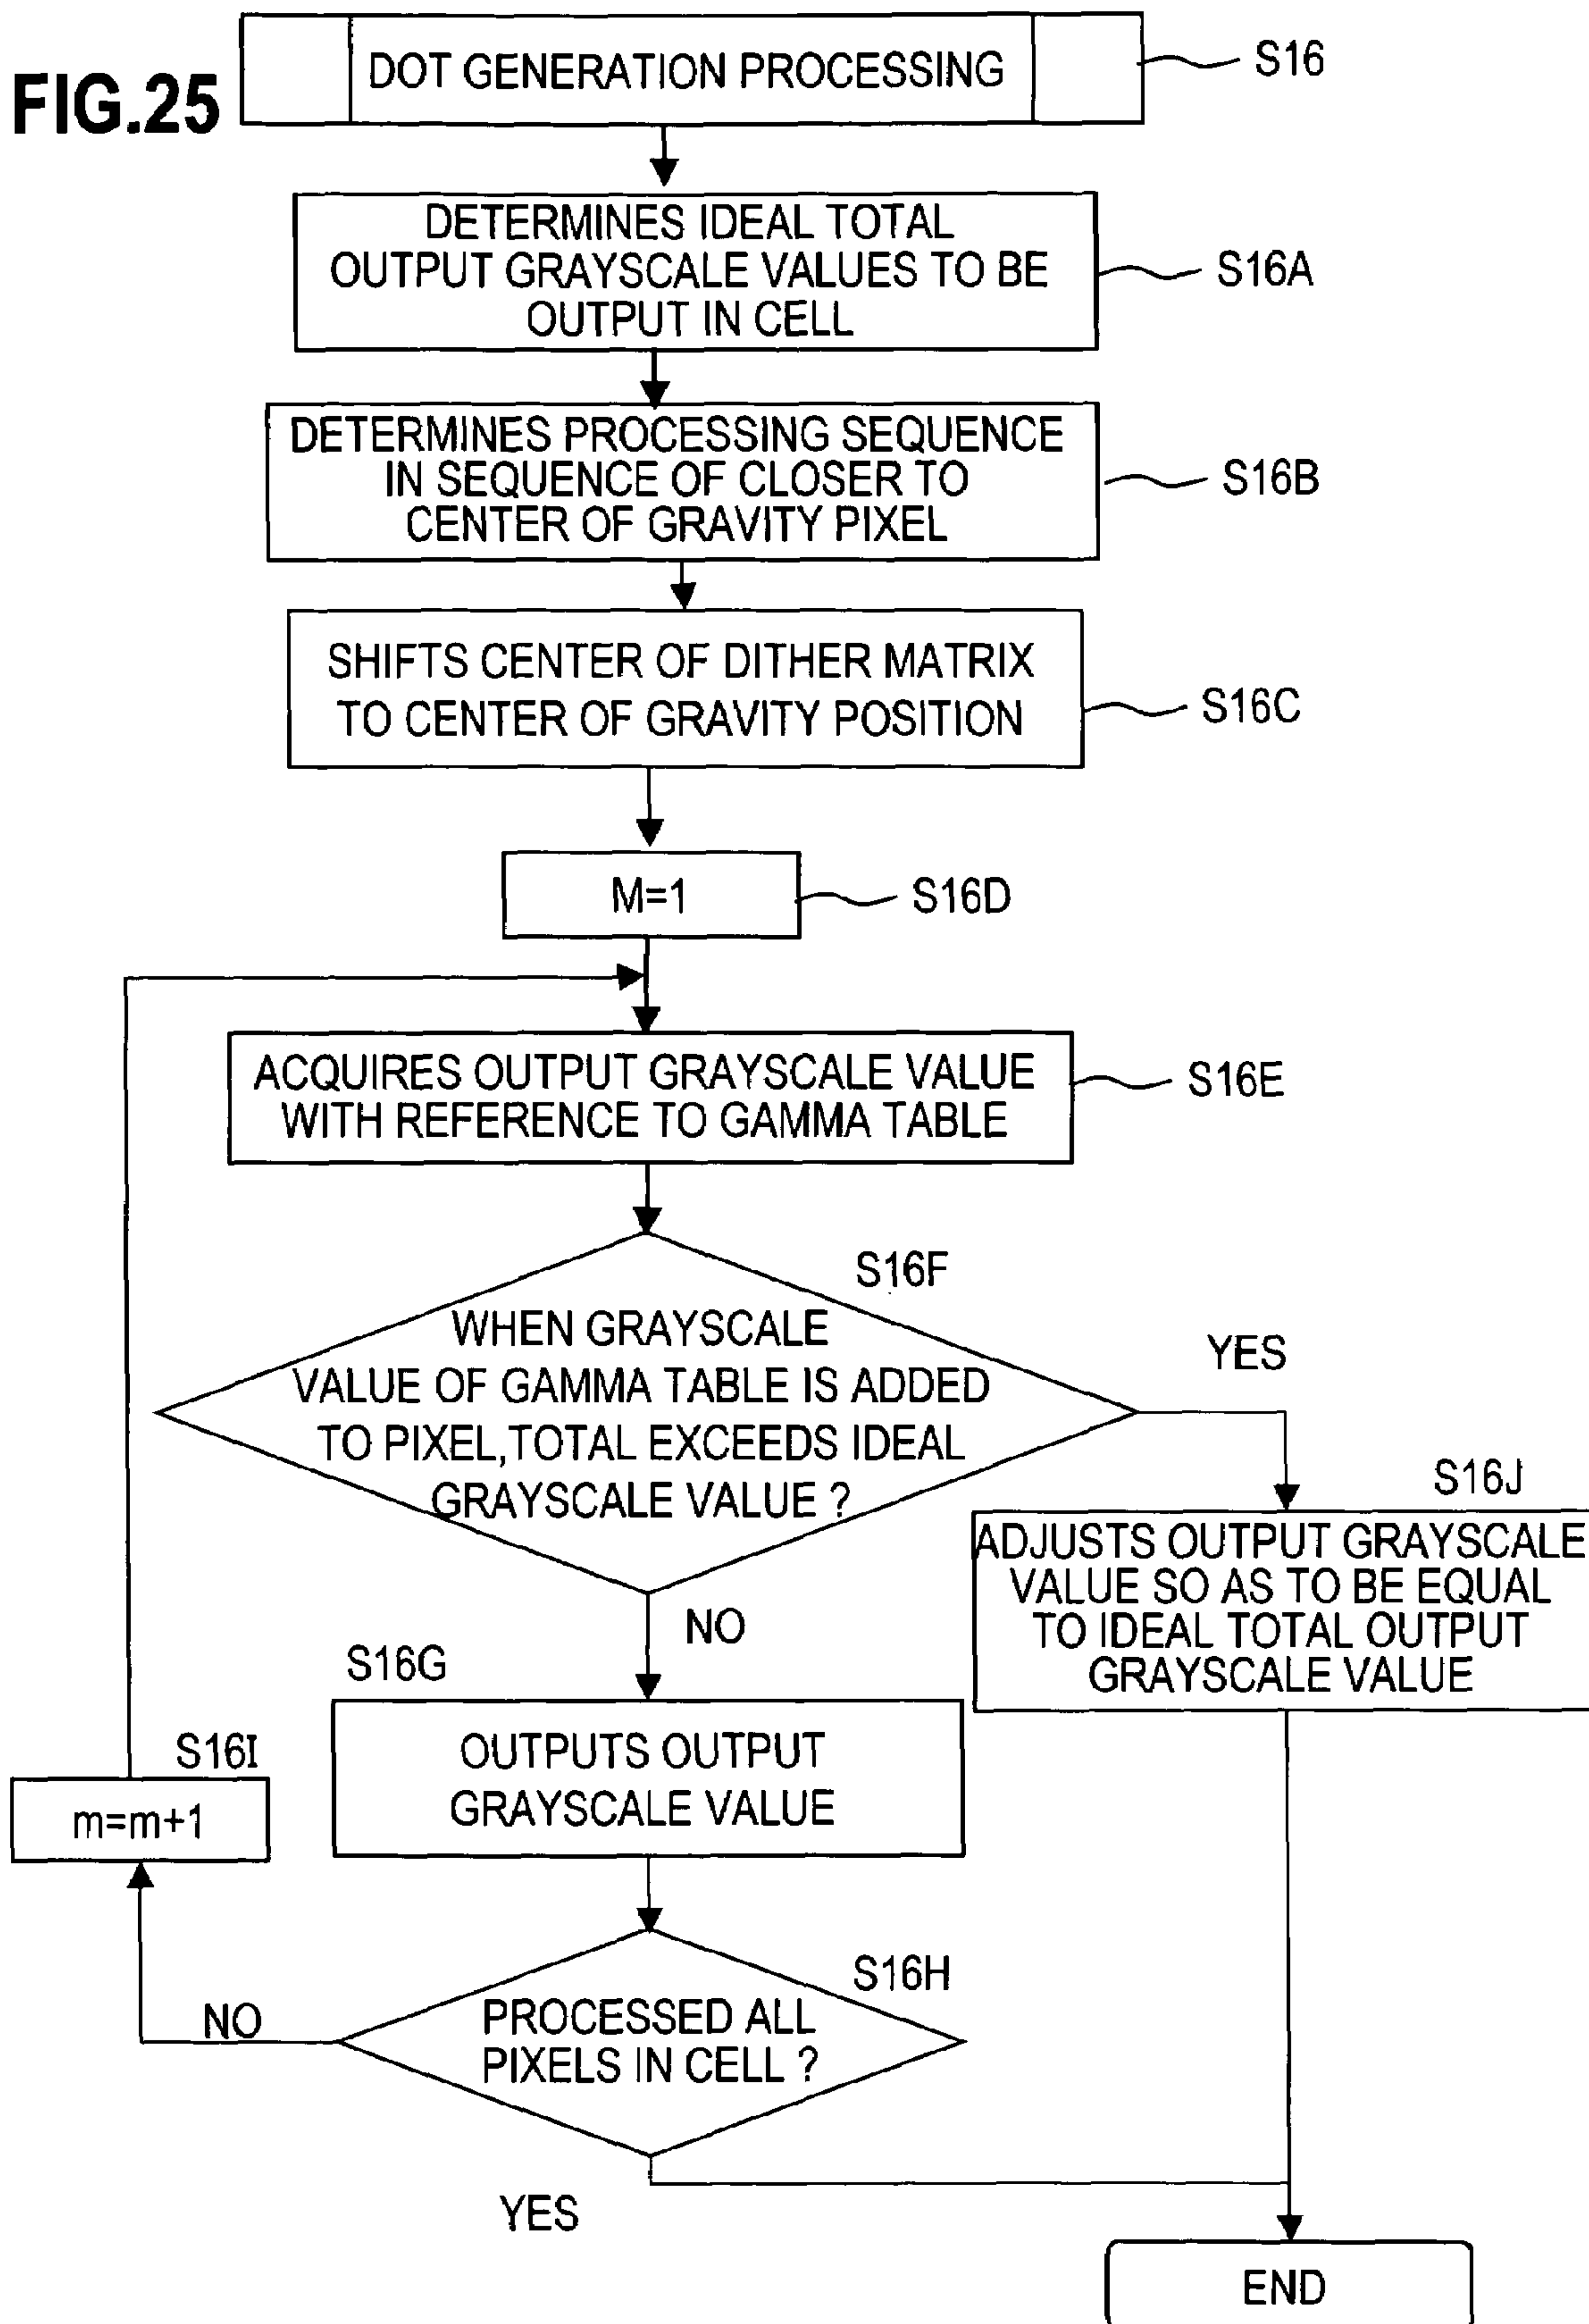 FIG.25
DOT GENERATION PROCESSING
S16
DETERMINES IDEAL TOTAL
OUTPUT GRAYSCALE VALUES TO BE
OUTPUT IN CELL
S16A
DETERMINES PROCESSING SEQUENCE
IN SEQUENCE OF CLOSER TO
CENTER OF GRAVITY PIXEL
S16B
SHIFTS CENTER OF DITHER MATRIX
TO CENTER OF GRAVITY POSITION
S16C
M=1
S16D
ACQUIRES OUTPUT GRAYSCALE VALUE
WITH REFERENCE TO GAMMA TABLE
S16E
S16F
WHEN GRAYSCALE
VALUE OF GAMMA TABLE IS ADDED
TO PIXEL,TOTAL EXCEEDS IDEAL
GRAYSCALE VALUE ?
YES
S16J
ADJUSTS OUTPUT GRAYSCALE
VALUE SO AS TO BE EQUAL
TO IDEAL TOTAL OUTPUT
GRAYSCALE VALUE
NO
S16G
OUTPUTS OUTPUT
GRAYSCALE VALUE
S16I
m=m+1
S16H
PROCESSED ALL
PIXELS IN CELL ?
NO
YES
END